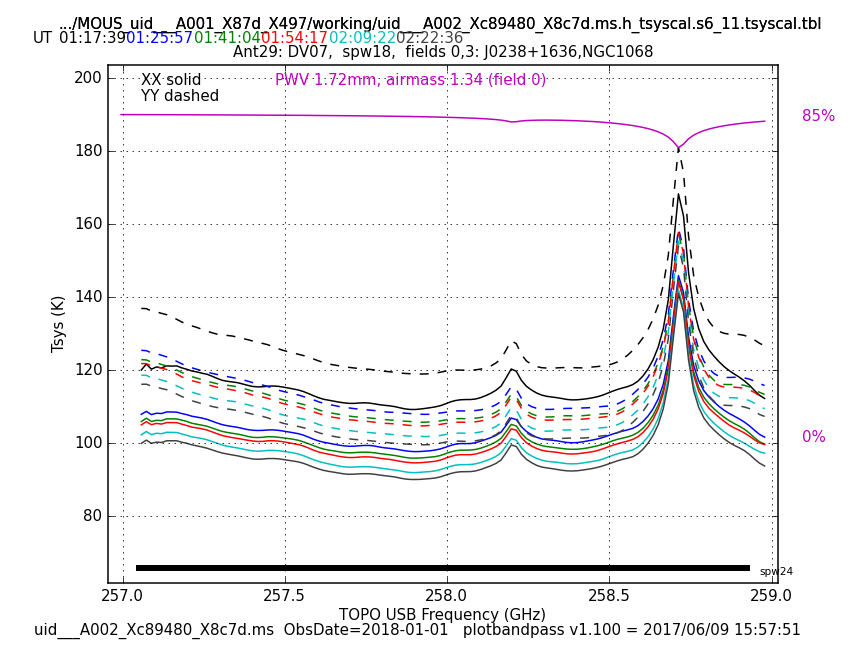 .../MOUS_uid___A001_X87d_X497/working/uid___A002_Xc89480_X8c7d.ms.h_tsyscal.s6_11.tsyscal.tbl
UT 01:17:39 01:25:57 01:41:04 01:54:17 02:09:22 02:22:36
Ant29: DV07,  spw18,  fields 0,3: J0238+1636,NGC1068
XX solid
YY dashed
PWV 1.72mm, airmass 1.34 (field 0)
85%
0%
Tsys (K)
200
180
160
140
120
100
80
spw24
257.0 257.5 258.0 258.5 259.0
TOPO USB Frequency (GHz)
uid___A002_Xc89480_X8c7d.ms  ObsDate=2018-01-01   plotbandpass v1.100 = 2017/06/09 15:57:51